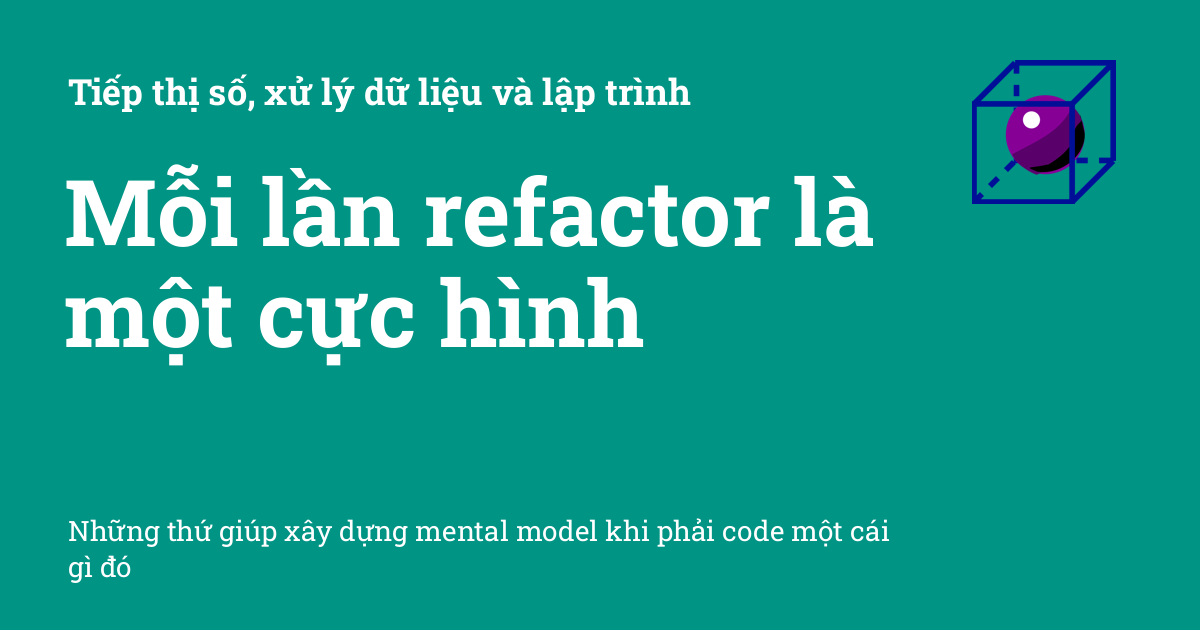 Tiếp thị số, xử lý dữ liệu và lập trình
Mỗi lần refactor là
một cực hình
Những thứ giúp xây dựng mental model khi phải code một cái
gì đó